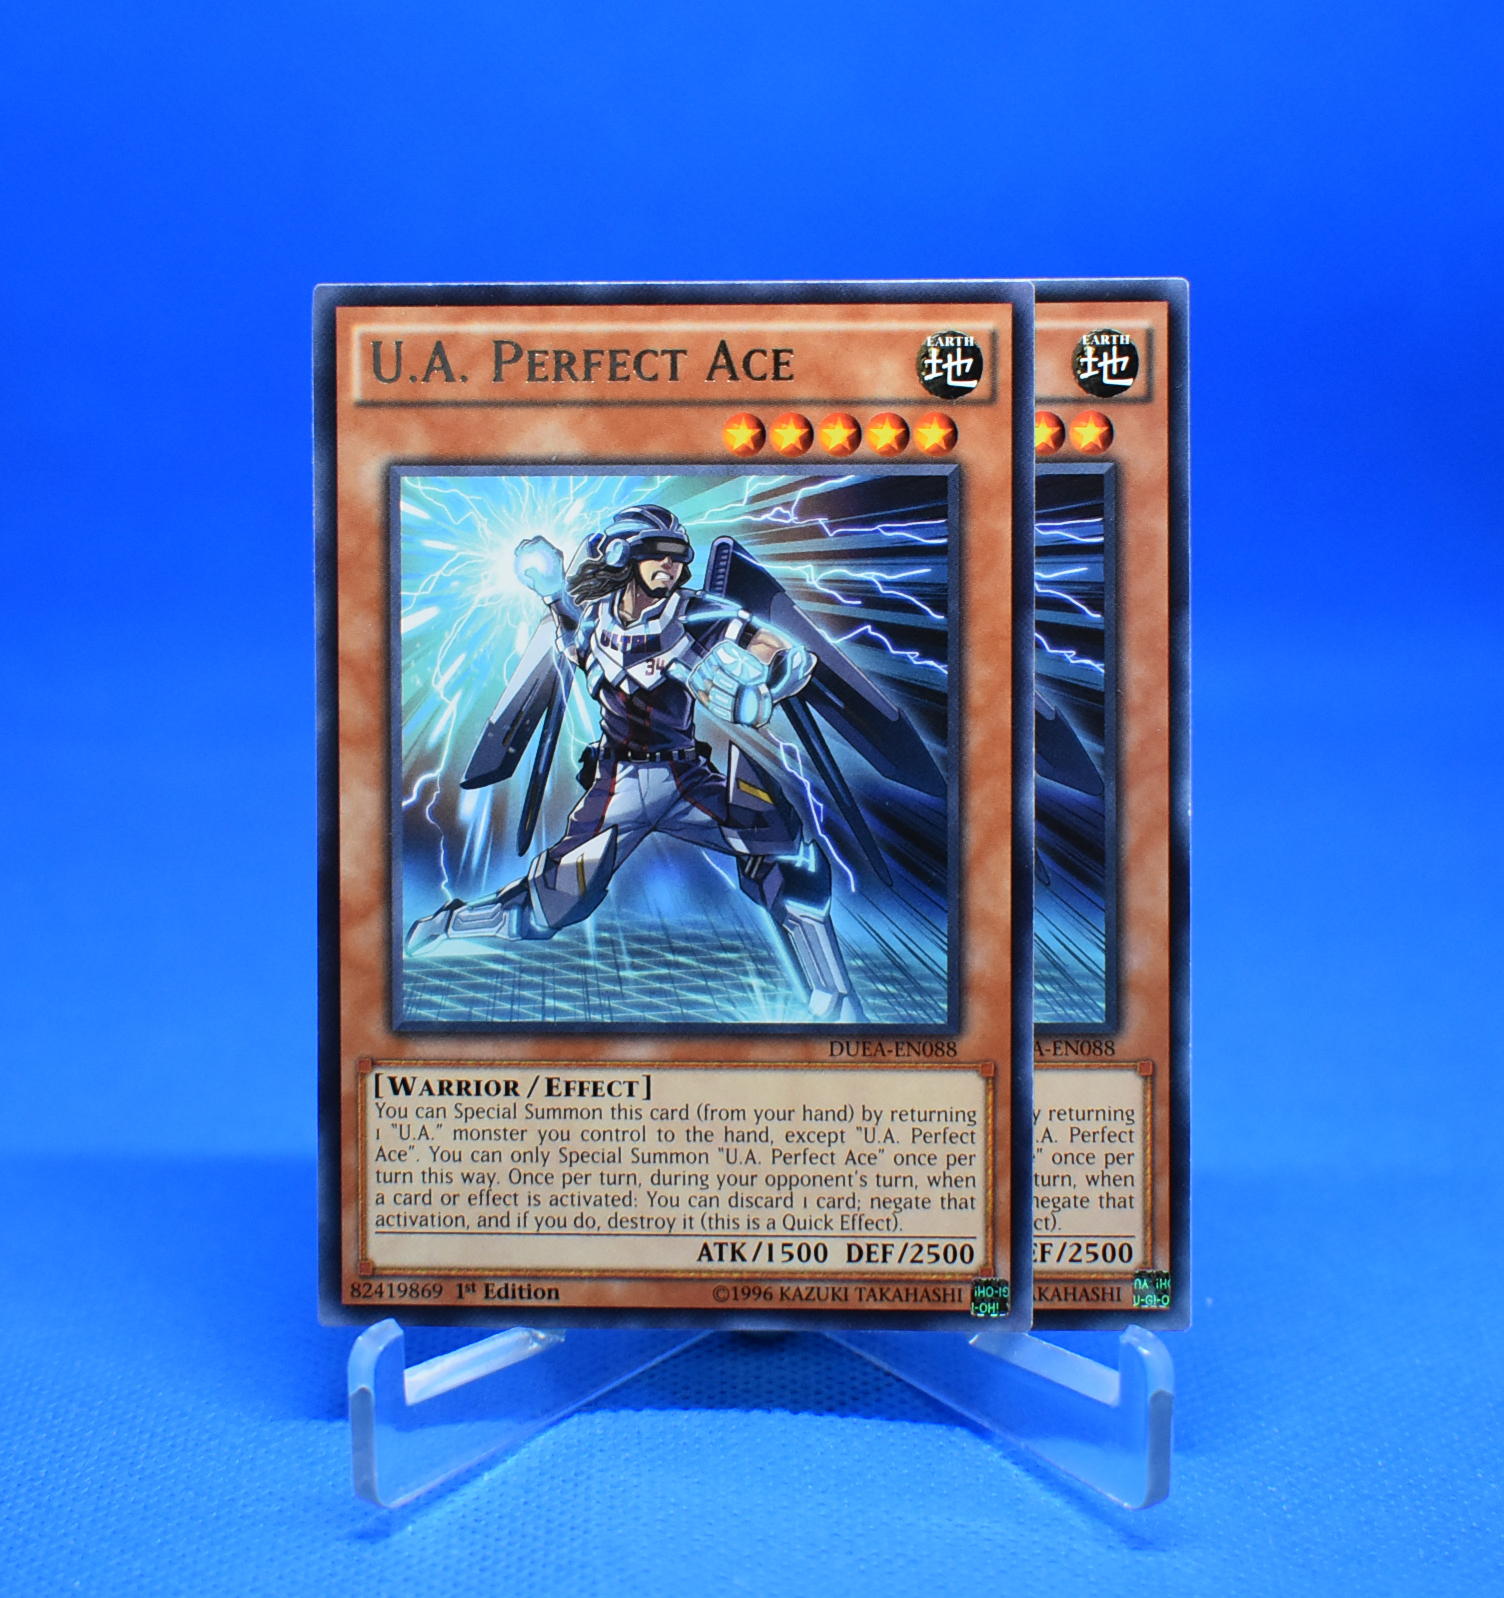 U.A. Perfect Ace
EARTH
地
EARTH
地
ULTRA
34
DUEA-EN088
A-EN088
[Warrior / Effect]
You can Special Summon this card (from your hand) by returning
1 "U.A." monster you control to the hand, except "U.A. Perfect
Ace". You can only Special Summon "U.A. Perfect Ace" once per
turn this way. Once per turn, during your opponent's turn, when
a card or effect is activated: You can discard 1 card; negate that
activation, and if you do, destroy it (this is a Quick Effect).
y returning
.A. Perfect
" once per
turn, when
negate that
ct).
ATK/1500 DEF/2500
EF/2500
82419869 1st Edition
©1996 KAZUKI TAKAHASHI
KAHASHI